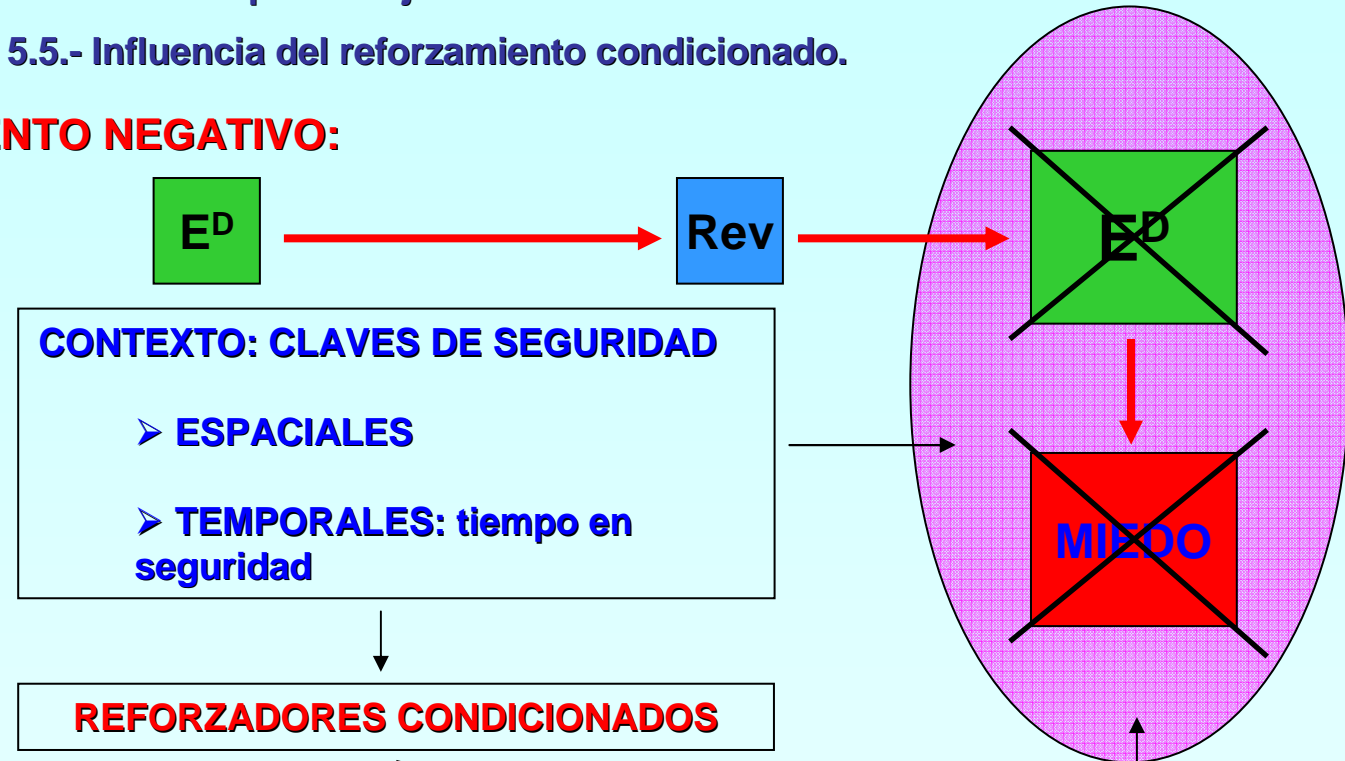 5.5.- Influencia del reforzamiento condicionado.
ENTO NEGATIVO:
Eᴰ
Rev
Eᴰ
CONTEXTO: CLAVES DE SEGURIDAD
➢ ESPACIALES
➢ TEMPORALES: tiempo en
seguridad
MIEDO
REFORZADORES CONDICIONADOS